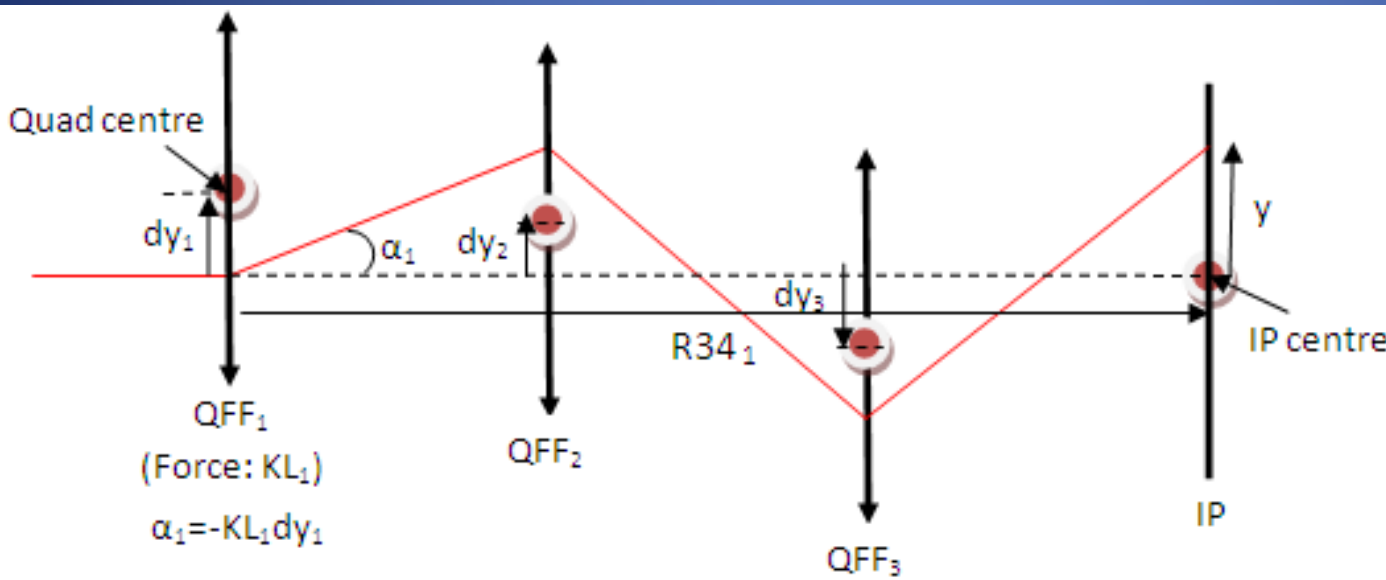 Quad centre
dy₁
α₁
dy₂
dy₃
y
R34 ₁
IP centre
QFF₁
(Force: KL₁)
α₁=-KL₁dy₁
QFF₂
QFF₃
IP